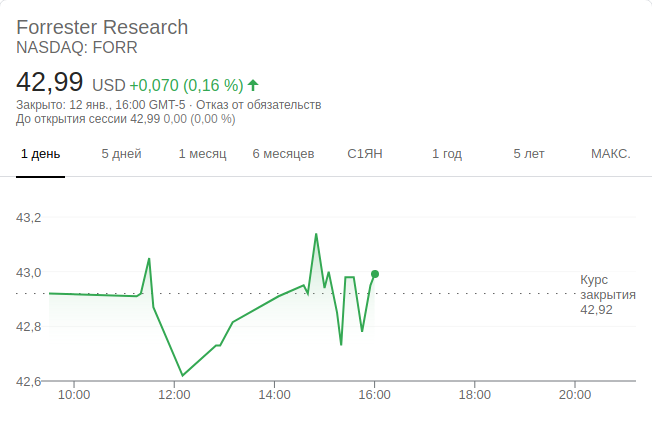 Forrester Research
NASDAQ: FORR
42,99 USD +0,070 (0,16 %)
Закрыто: 12 янв., 16:00 GMT-5 · Отказ от обязательств
До открытия сессии 42,99 0,00 (0,00 %)
1 день 5 дней 1 месяц 6 месяцев С1ЯН 1 год 5 лет МАКС.
43,2
43,0
42,8
42,6
Курс
закрытия
42,92
10:00 12:00 14:00 16:00 18:00 20:00